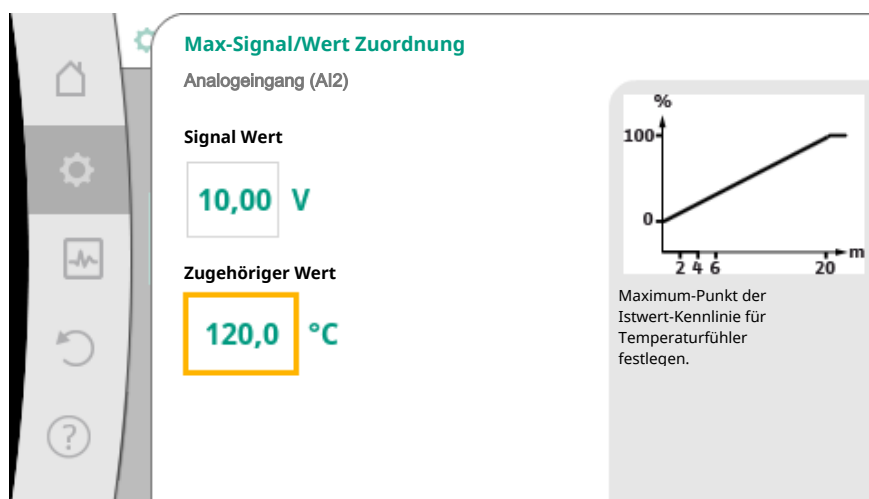 Max-Signal/Wert Zuordnung
Analogeingang (AI2)
Signal Wert
10,00 V
Zugehöriger Wert
120,0 °C
%
100
0
2 4 6 20 m
Maximum-Punkt der
Istwert-Kennlinie für
Temperaturfühler
festlegen.
?